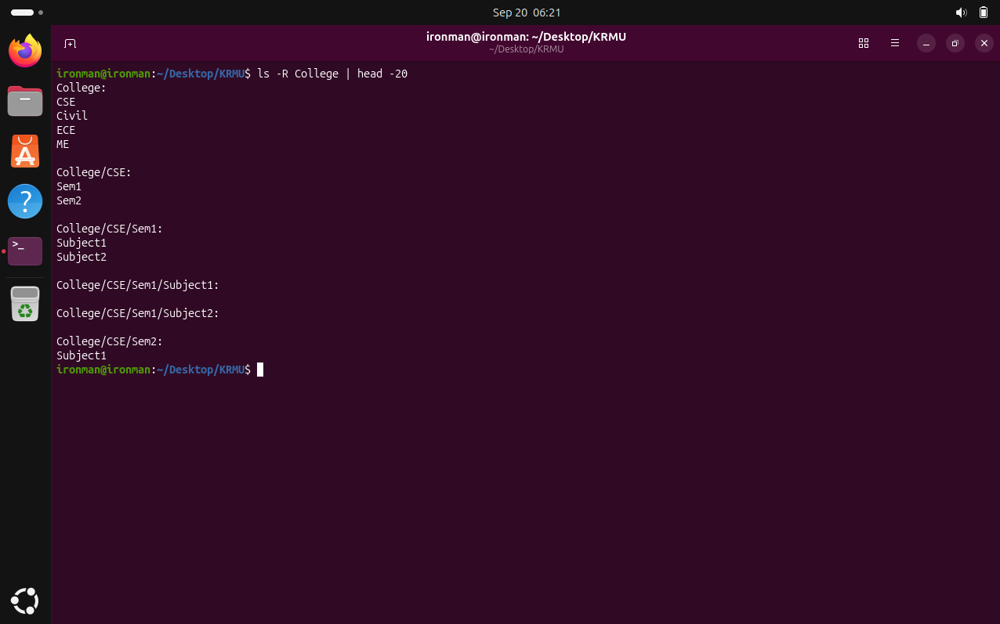 Sep 20 06:21
ironman@ironman: ~/Desktop/KRMU
~/Desktop/KRMU
ironman@ironman:~/Desktop/KRMU$ ls -R College | head -20
College:
CSE
Civil
ECE
ME
College/CSE:
Sem1
Sem2
College/CSE/Sem1:
Subject1
Subject2
College/CSE/Sem1/Subject1:
College/CSE/Sem1/Subject2:
College/CSE/Sem2:
Subject1
ironman@ironman:~/Desktop/KRMU$